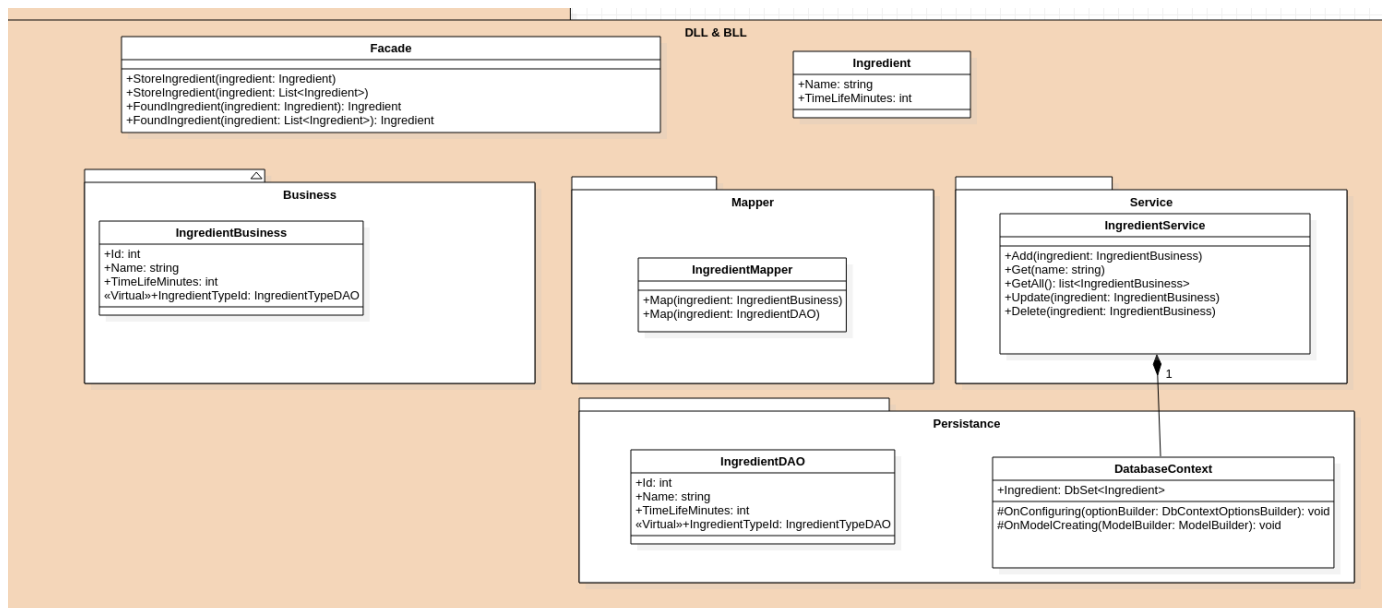 DLL & BLL
Facade
+StoreIngredient(ingredient: Ingredient)
+StoreIngredient(ingredient: List<Ingredient>)
+FoundIngredient(ingredient: Ingredient): Ingredient
+FoundIngredient(ingredient: List<Ingredient>): Ingredient
Ingredient
+Name: string
+TimeLifeMinutes: int
Business
IngredientBusiness
+Id: int
+Name: string
+TimeLifeMinutes: int
«Virtual»+IngredientTypeId: IngredientTypeDAO
Mapper
IngredientMapper
+Map(ingredient: IngredientBusiness)
+Map(ingredient: IngredientDAO)
Service
IngredientService
+Add(ingredient: IngredientBusiness)
+Get(name: string)
+GetAll(): list<IngredientBusiness>
+Update(ingredient: IngredientBusiness)
+Delete(ingredient: IngredientBusiness)
1
Persistance
IngredientDAO
+Id: int
+Name: string
+TimeLifeMinutes: int
«Virtual»+IngredientTypeId: IngredientTypeDAO
DatabaseContext
+Ingredient: DbSet<Ingredient>
#OnConfiguring(optionBuilder: DbContextOptionsBuilder): void
#OnModelCreating(ModelBuilder: ModelBuilder): void